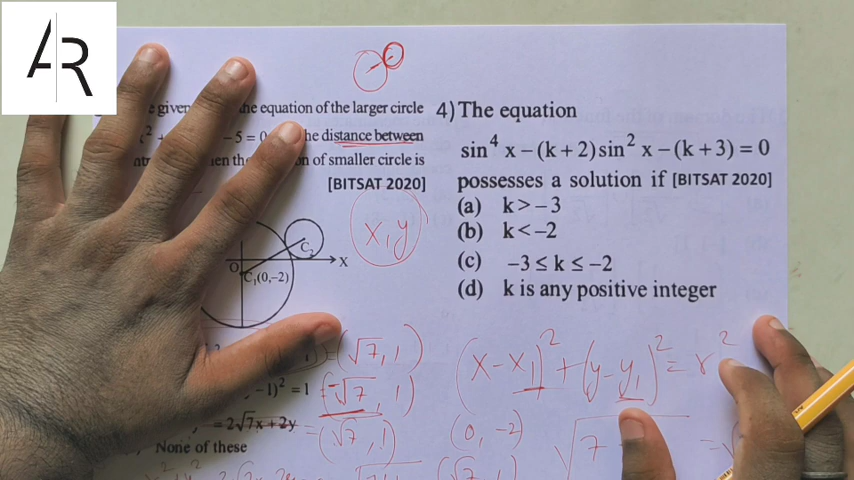 AR
given the equation of the larger circle
−5 = 0 he distance between
en the n of smaller circle is
[BITSAT 2020]
x, y
C₂
O X
C₁(0,−2)
4) The equation
sin⁴ x − (k + 2) sin² x − (k + 3) = 0
possesses a solution if [BITSAT 2020]
(a) k > − 3
(b) k < −2
(c) −3 ≤ k ≤ −2
(d) k is any positive integer
(√7, 1)
−1)² = 1 (−√7, 1)
= 2√7x + 2y = (√7, 1)
None of these
(x − x₁)² + (y − y₁)² = r²
(0, −2) √7
(√7, 1)